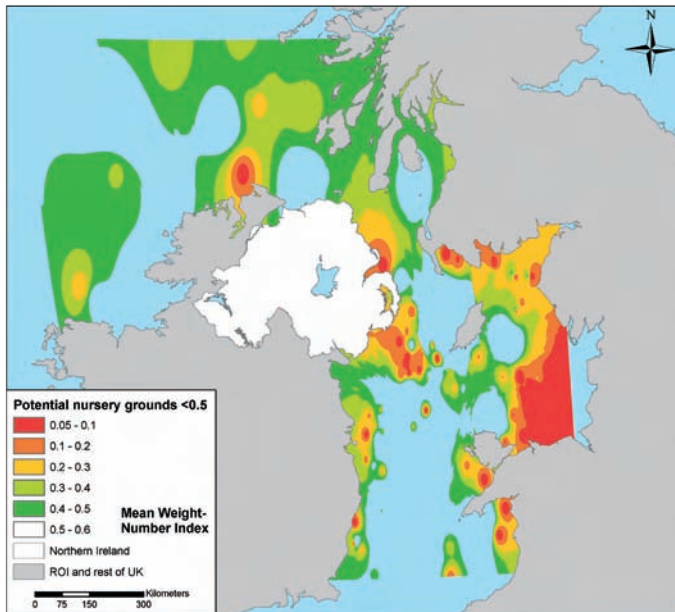 N
Potential nursery grounds <0.5
0.05 - 0.1
0.1 - 0.2
0.2 - 0.3
0.3 - 0.4
0.4 - 0.5
0.5 - 0.6
Mean Weight-
Number Index
Northern Ireland
ROI and rest of UK
Kilometers
0 75 150 300